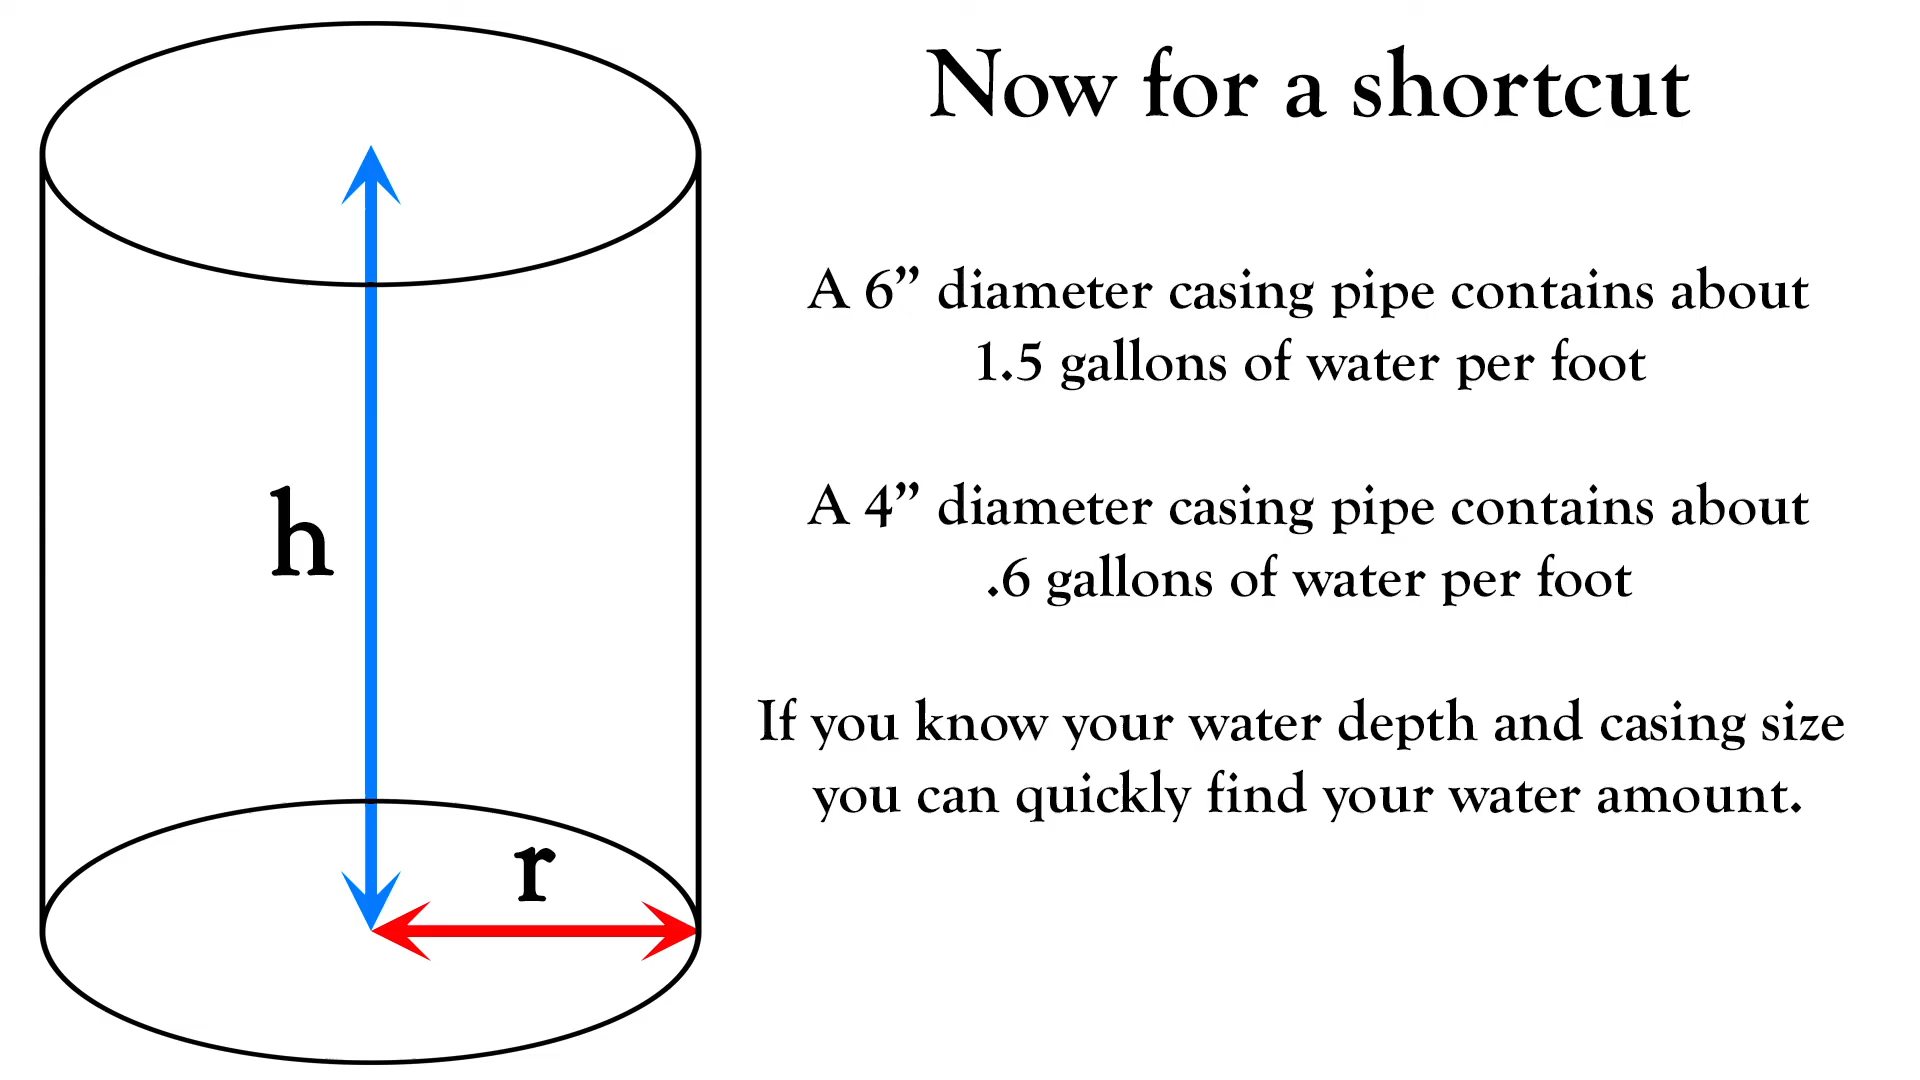 Now for a shortcut
A 6” diameter casing pipe contains about
1.5 gallons of water per foot
A 4” diameter casing pipe contains about
.6 gallons of water per foot
If you know your water depth and casing size
you can quickly find your water amount.
h
r